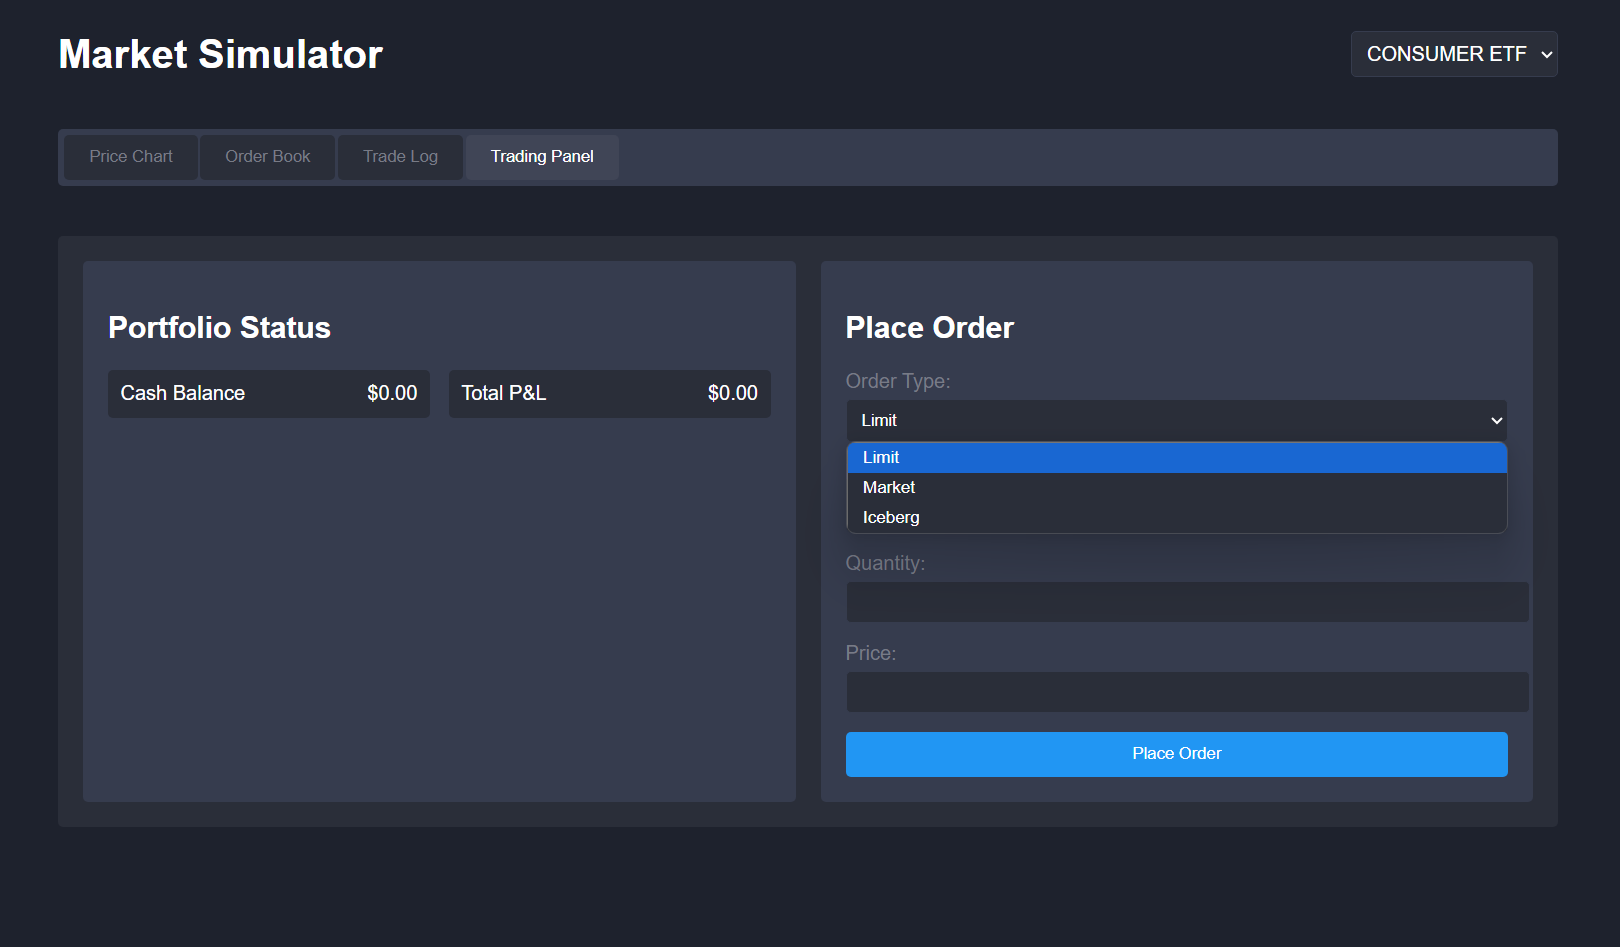 Market Simulator
CONSUMER ETF
Price Chart
Order Book
Trade Log
Trading Panel
Portfolio Status
Cash Balance
$0.00
Total P&L
$0.00
Place Order
Order Type:
Limit
Limit
Market
Iceberg
Quantity:
Price:
Place Order